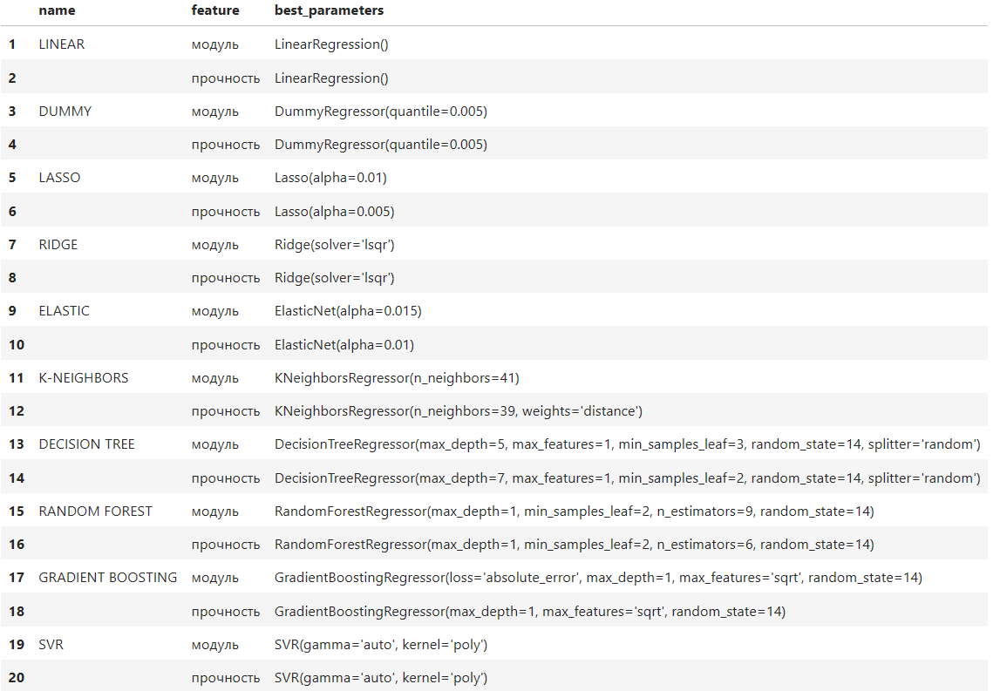 name feature best_parameters
1 LINEAR модуль LinearRegression()
2 прочность LinearRegression()
3 DUMMY модуль DummyRegressor(quantile=0.005)
4 прочность DummyRegressor(quantile=0.005)
5 LASSO модуль Lasso(alpha=0.01)
6 прочность Lasso(alpha=0.005)
7 RIDGE модуль Ridge(solver='lsqr')
8 прочность Ridge(solver='lsqr')
9 ELASTIC модуль ElasticNet(alpha=0.015)
10 прочность ElasticNet(alpha=0.01)
11 K-NEIGHBORS модуль KNeighborsRegressor(n_neighbors=41)
12 прочность KNeighborsRegressor(n_neighbors=39, weights='distance')
13 DECISION TREE модуль DecisionTreeRegressor(max_depth=5, max_features=1, min_samples_leaf=3, random_state=14, splitter='random')
14 прочность DecisionTreeRegressor(max_depth=7, max_features=1, min_samples_leaf=2, random_state=14, splitter='random')
15 RANDOM FOREST модуль RandomForestRegressor(max_depth=1, min_samples_leaf=2, n_estimators=9, random_state=14)
16 прочность RandomForestRegressor(max_depth=1, min_samples_leaf=2, n_estimators=6, random_state=14)
17 GRADIENT BOOSTING модуль GradientBoostingRegressor(loss='absolute_error', max_depth=1, max_features='sqrt', random_state=14)
18 прочность GradientBoostingRegressor(max_depth=1, max_features='sqrt', random_state=14)
19 SVR модуль SVR(gamma='auto', kernel='poly')
20 прочность SVR(gamma='auto', kernel='poly')